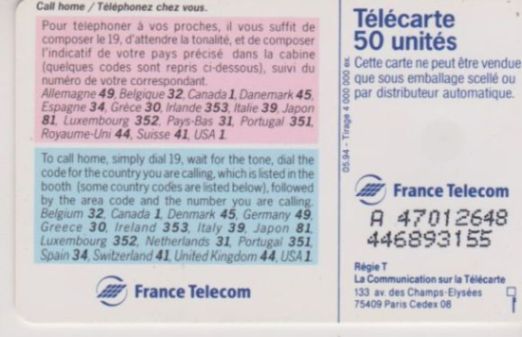 Call home / Téléphonez chez vous.
Pour telephoner à vos proches, il vous suffit de
composer le 19, d'attendre la tonalité, et de composer
l'indicatif de votre pays précisé dans la cabine
(quelques codes sont repris ci-dessous), suivi du
numéro de votre correspondant.
Allemagne 49, Belgique 32, Canada 1, Danemark 45,
Espagne 34, Grèce 30, Irlande 353, Italie 39, Japon
81, Luxembourg 352, Pays-Bas 31, Portugal 351,
Royaume-Uni 44, Suisse 41, USA 1.
To call home, simply dial 19, wait for the tone, dial the
code for the country you are calling, which is listed in the
booth (some country codes are listed below), followed
by the area code and the number you are calling.
Belgium 32, Canada 1, Denmark 45, Germany 49,
Greece 30, Ireland 353, Italy 39, Japan 81,
Luxembourg 352, Netherlands 31, Portugal 351,
Spain 34, Switzerland 41, United Kingdom 44, USA 1.
France Telecom
05.94 - Tirage 4 000 000 ex.
Télécarte
50 unités
Cette carte ne peut être vendue
que sous emballage scellé ou
par distributeur automatique.
France Telecom
A 47012648
446893155
Régie T
La Communication sur la Télécarte
133 av. des Champs-Elysées
75409 Paris Cedex 08